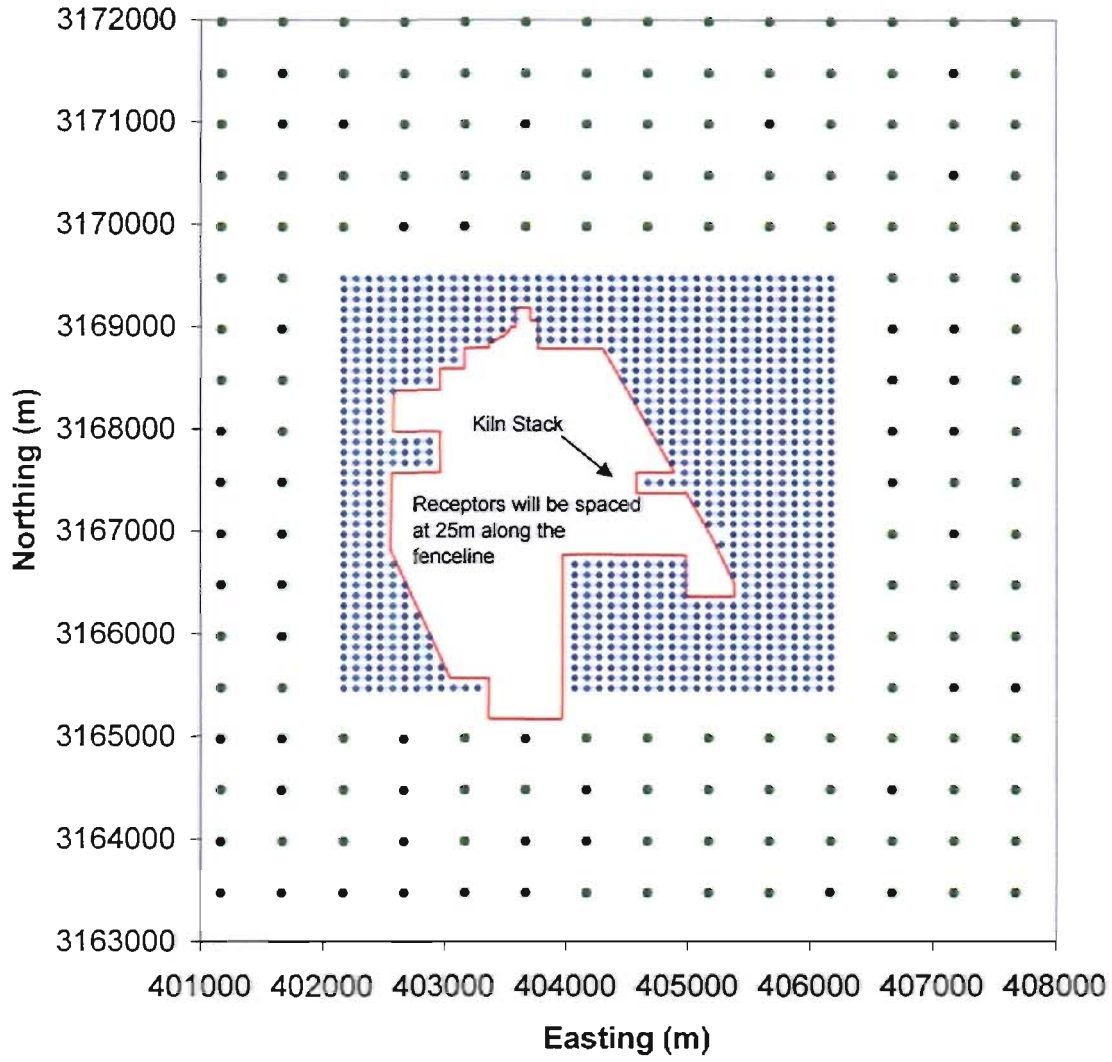 3172000
3171000
3170000
3169000
3168000
3167000
3166000
3165000
3164000
3163000
Northing (m)
Kiln Stack
Receptors will be spaced
at 25m along the
fenceline
401000 402000 403000 404000 405000 406000 407000 408000
Easting (m)